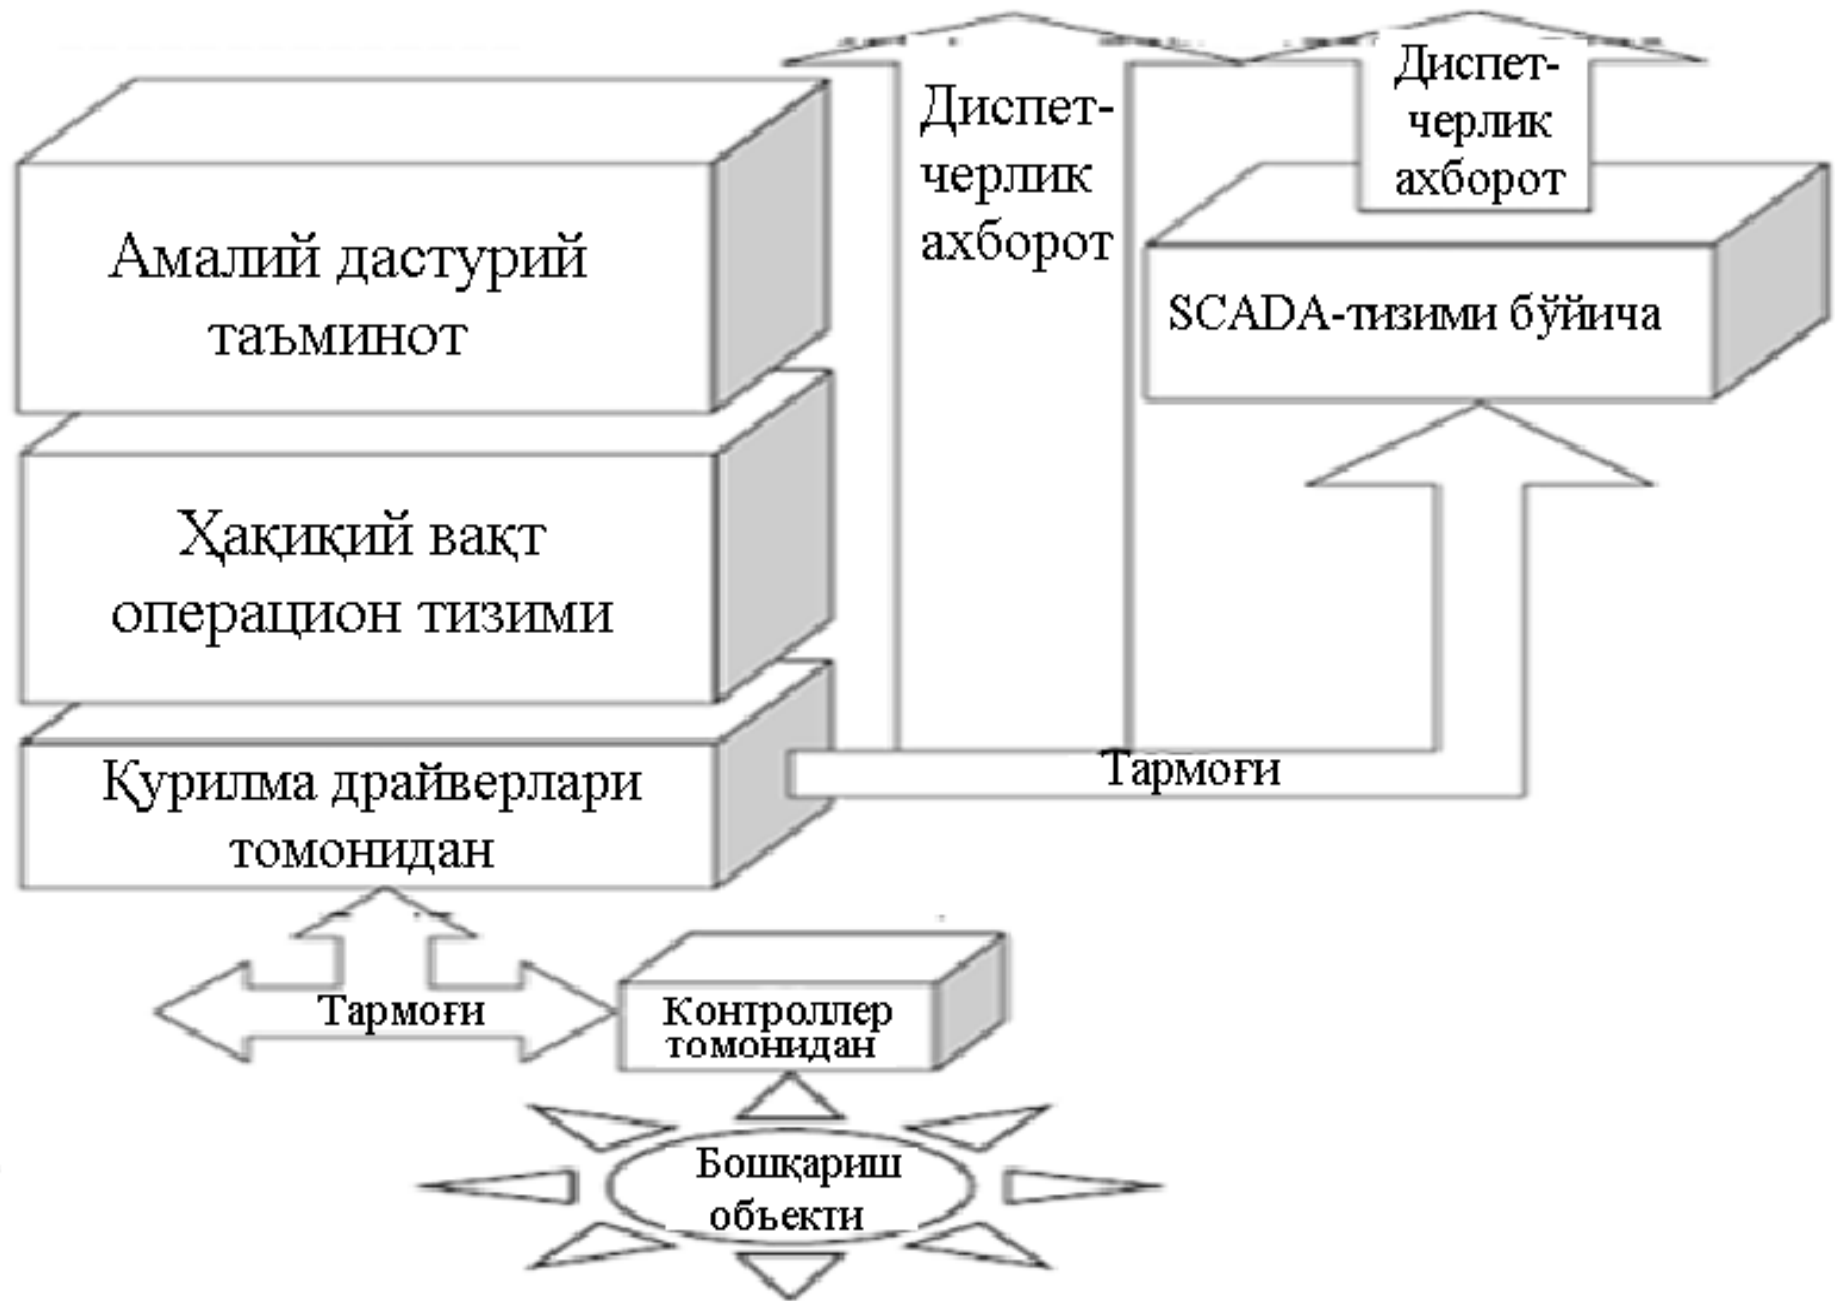 Амалий дастурий
таъминот
Ҳақиқий вақт
операцион тизими
Қурилма драйверлари
томонидан
Диспет-
черлик
ахборот
Диспет-
черлик
ахборот
SCADA-тизими бўйича
Тармоғи
Тармоғи
Контроллер
томонидан
Бошқариш
объекти